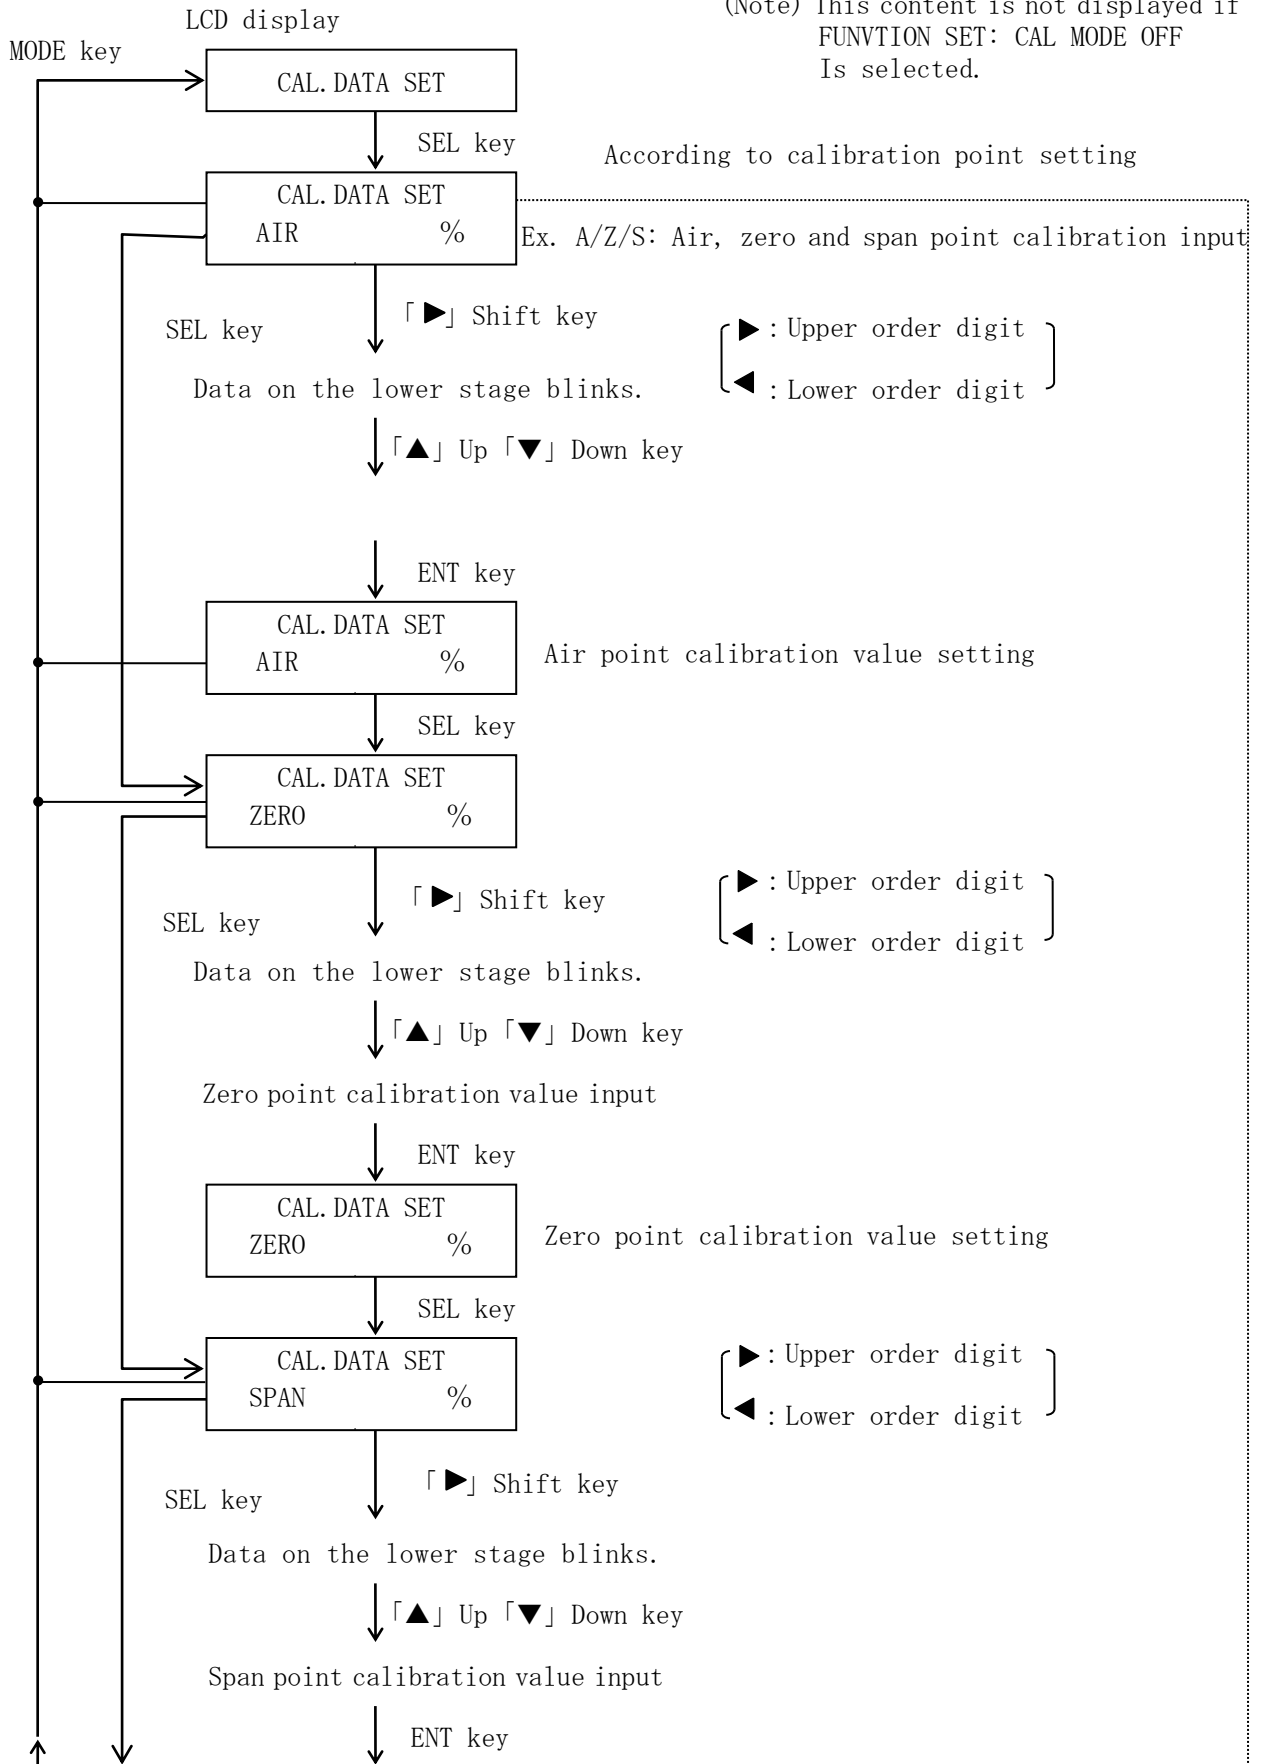 (Note) This content is not displayed if
LCD display
FUNVTION SET: CAL MODE OFF
MODE key
Is selected.
CAL.DATA SET
SEL key
According to calibration point setting
CAL.DATA SET
AIR %
Ex. A/Z/S: Air, zero and span point calibration input
「▶」Shift key
SEL key
▶: Upper order digit
Data on the lower stage blinks.
◀: Lower order digit
「▲」Up「▼」Down key
ENT key
CAL.DATA SET
AIR %
Air point calibration value setting
SEL key
CAL.DATA SET
ZERO %
「▶」Shift key
▶: Upper order digit
SEL key
◀: Lower order digit
Data on the lower stage blinks.
「▲」Up「▼」Down key
Zero point calibration value input
ENT key
CAL.DATA SET
ZERO %
Zero point calibration value setting
SEL key
CAL.DATA SET
SPAN %
▶: Upper order digit
◀: Lower order digit
「▶」Shift key
SEL key
Data on the lower stage blinks.
「▲」Up「▼」Down key
Span point calibration value input
ENT key